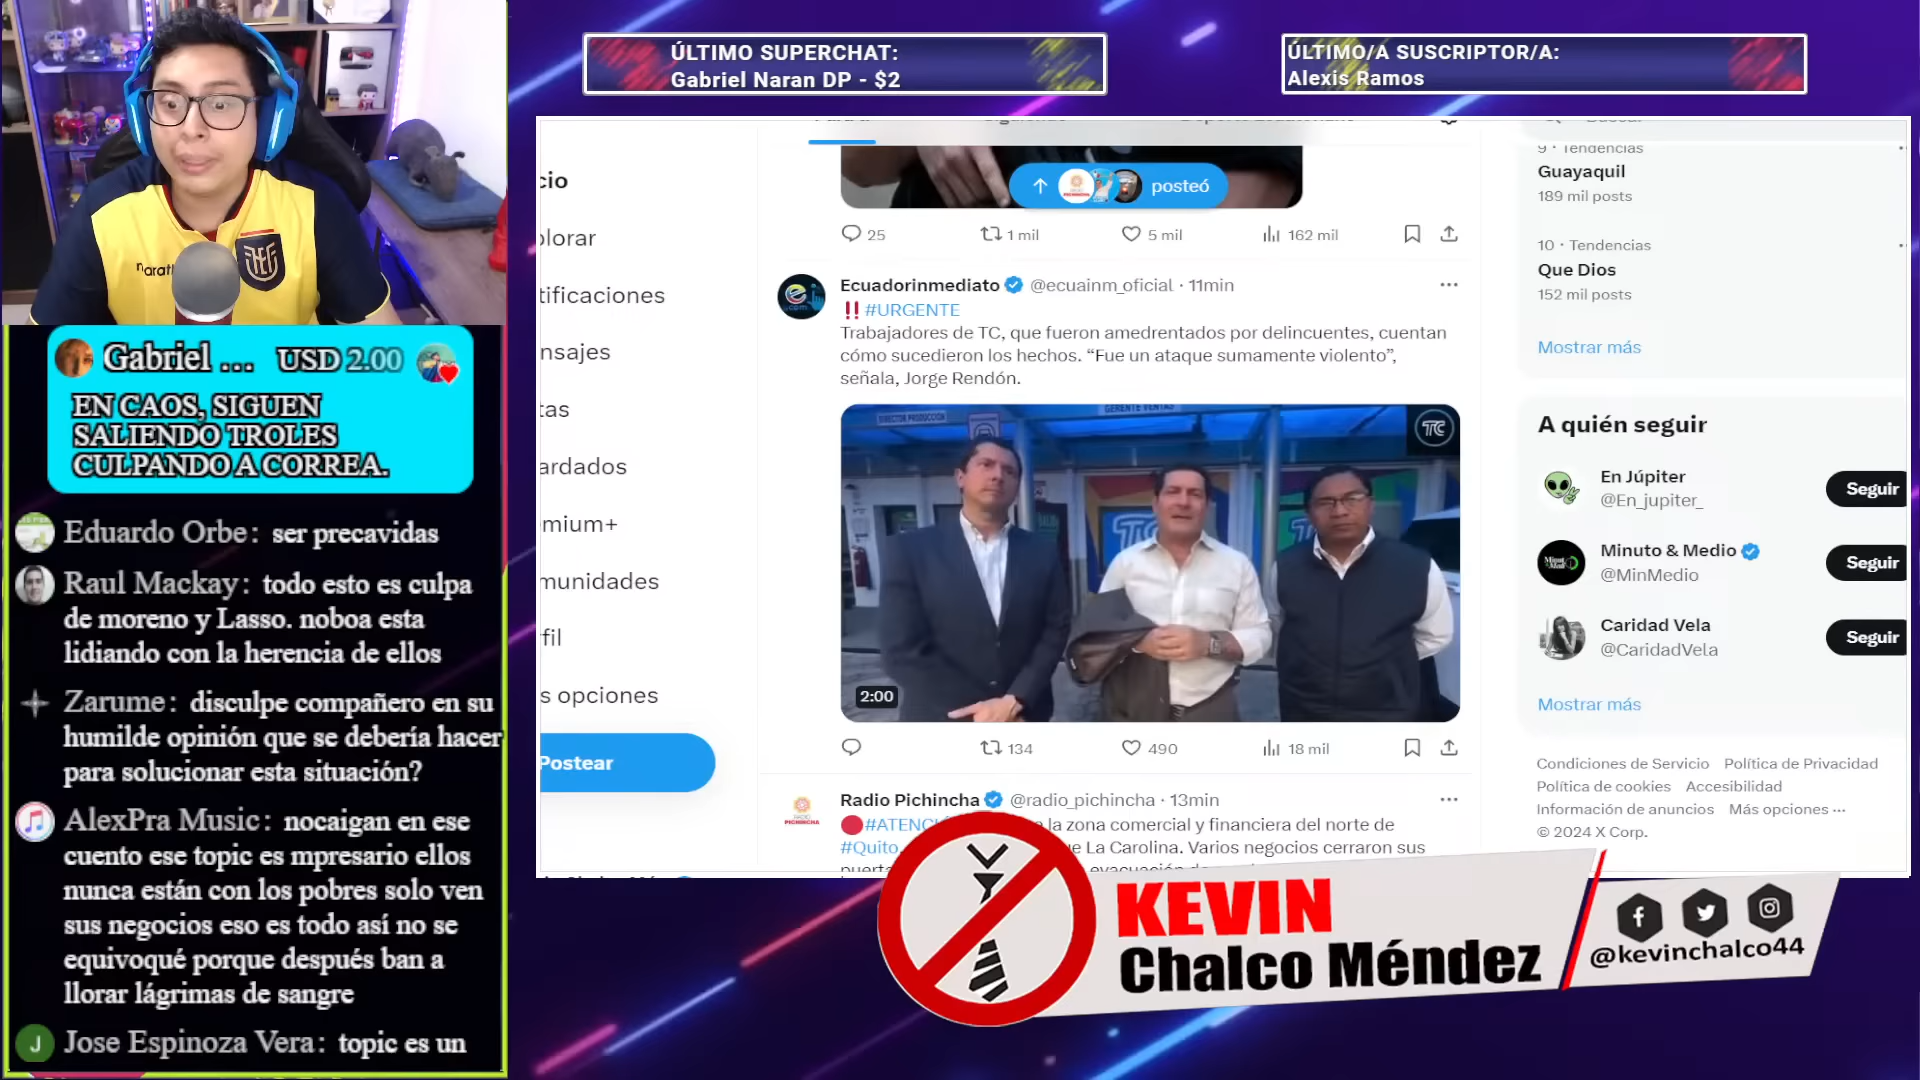 ÚLTIMO SUPERCHAT:
Gabriel Naran DP - $2
ÚLTIMO/A SUSCRIPTOR/A:
Alexis Ramos
marath
Gabriel ... USD 2.00
EN CAOS, SIGUEN
SALIENDO TROLES
CULPANDO A CORREA.
Eduardo Orbe: ser precavidas
Raul Mackay: todo esto es culpa
de moreno y Lasso. noboa esta
lidiando con la herencia de ellos
Zarume: disculpe compañero en su
humilde opinión que se debería hacer
para solucionar esta situación?
AlexPra Music: nocaigan en ese
cuento ese topic es mpresario ellos
nunca están con los pobres solo ven
sus negocios eso es todo así no se
equivoqué porque después ban a
llorar lágrimas de sangre
J Jose Espinoza Vera: topic es un
cio
plorar
tificaciones
nsajes
tas
ardados
mium+
munidades
fil
s opciones
Postear
posteó
25 1 mil 5 mil 162 mil
Ecuadorinmediato @ecuainm_oficial · 11min
‼️ #URGENTE
Trabajadores de TC, que fueron amedrentados por delincuentes, cuentan
cómo sucedieron los hechos. “Fue un ataque sumamente violento”,
señala, Jorge Rendón.
DIRECTOR PRODUCCIÓN
GERENTE VENTAS
TC
TC
2:00
134 490 18 mil
Radio Pichincha @radio_pichincha · 13min
#ATENCI e la zona comercial y financiera del norte de
#Quito, ue La Carolina. Varios negocios cerraron sus
9 · Tendencias
Guayaquil
189 mil posts
10 · Tendencias
Que Dios
152 mil posts
Mostrar más
A quién seguir
En Júpiter
@En_jupiter_
Seguir
Minuto & Medio
@MinMedio
Seguir
Caridad Vela
@CaridadVela
Seguir
Mostrar más
Condiciones de Servicio Política de Privacidad
Política de cookies Accesibilidad
Información de anuncios Más opciones ···
© 2024 X Corp.
KEVIN
Chalco Méndez
@kevinchalco44